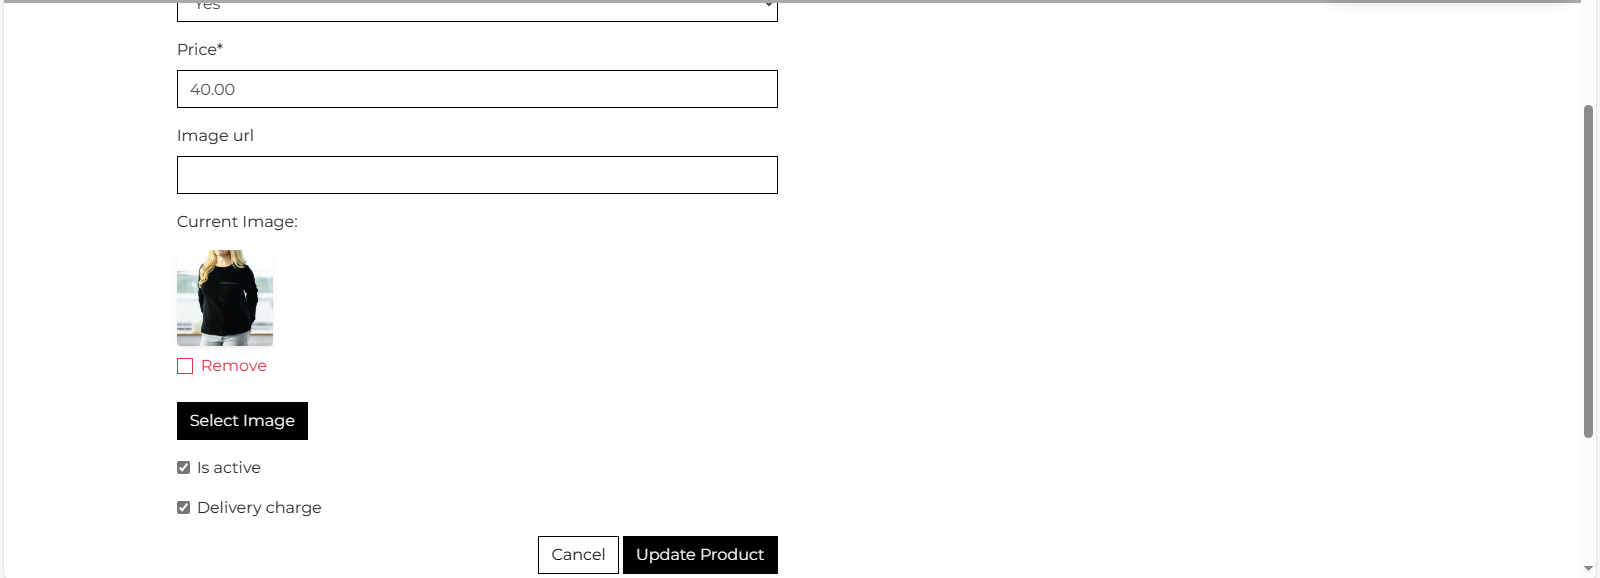 Yes
Price*
40.00
Image url
Current Image:
Remove
Select Image
Is active
Delivery charge
Cancel
Update Product